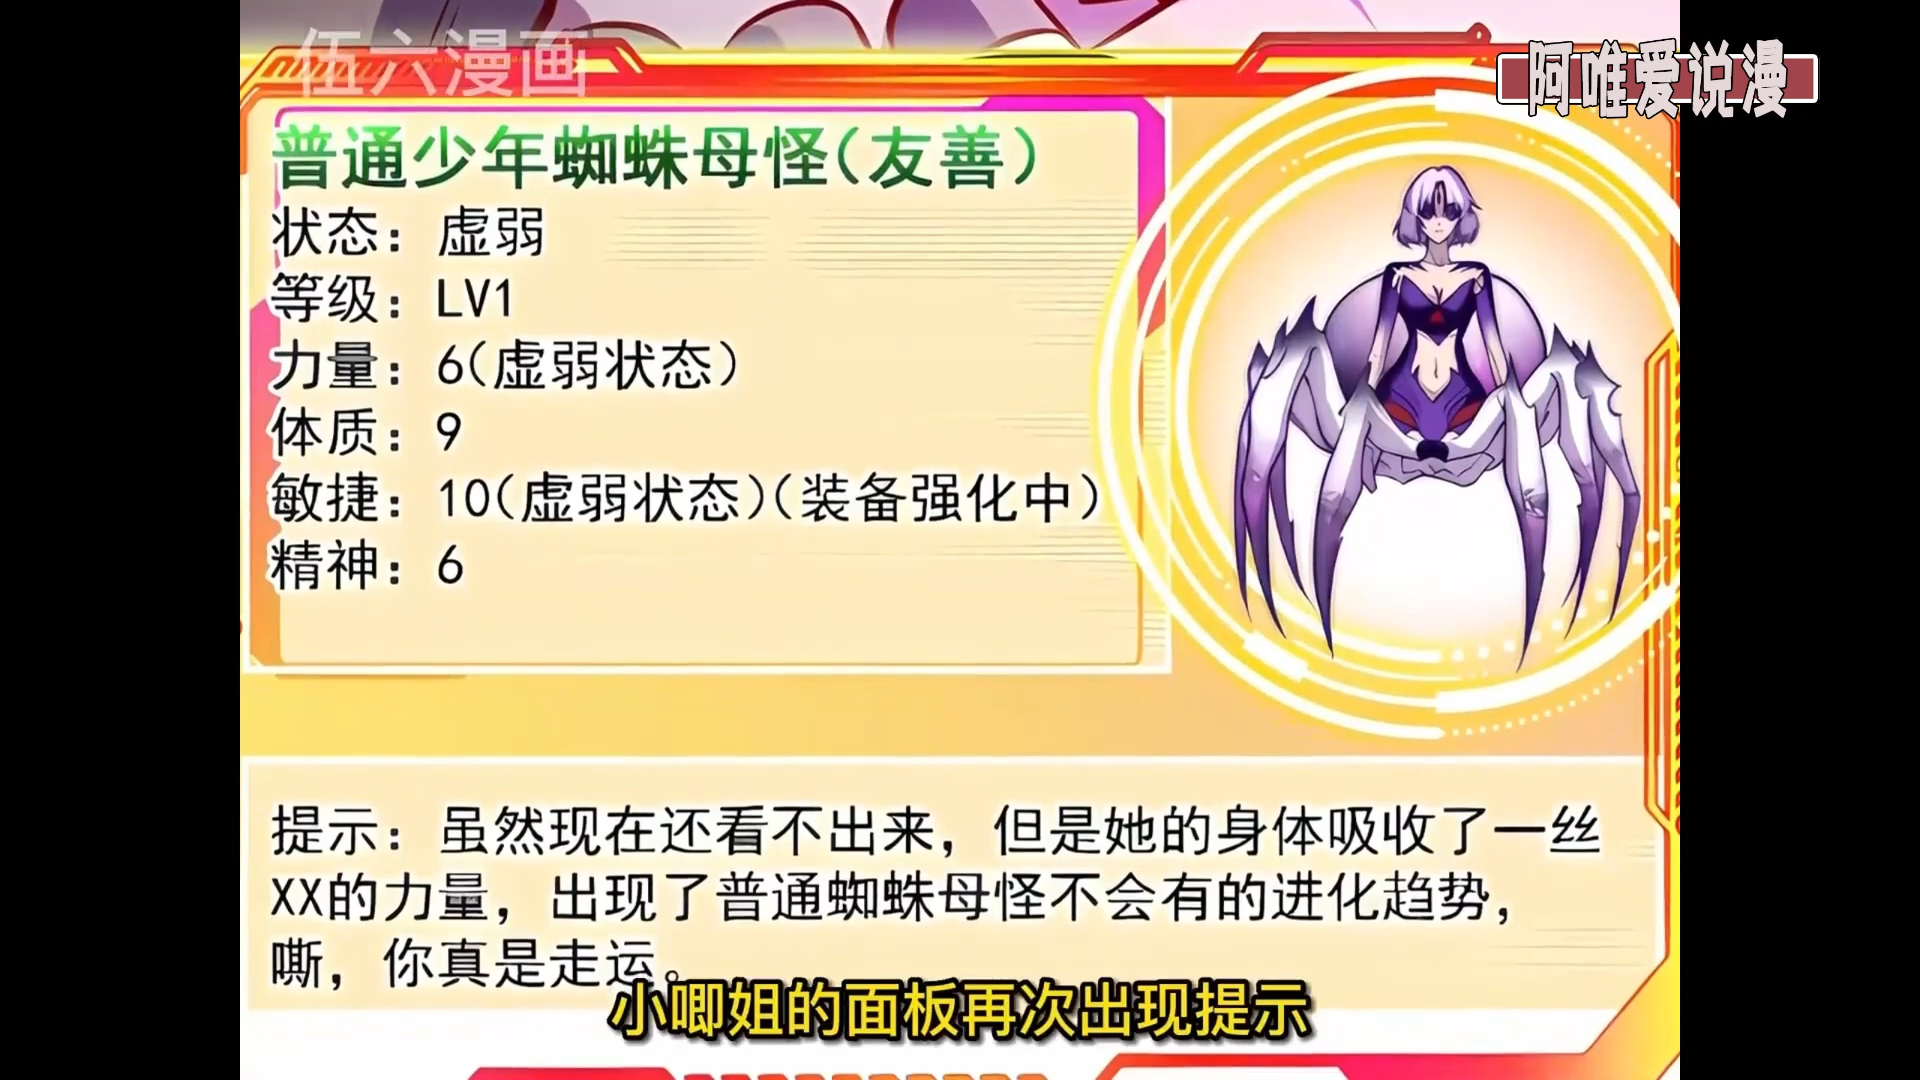 伍六漫画
阿唯爱说漫
普通少年蜘蛛母怪（友善）
状态：虚弱
等级：LV1
力量：6（虚弱状态）
体质：9
敏捷：10（虚弱状态）（装备强化中）
精神：6
提示：虽然现在还看不出来，但是她的身体吸收了一丝
XX的力量，出现了普通蜘蛛母怪不会有的进化趋势，
嘶，你真是走运。
小唧姐的面板再次出现提示